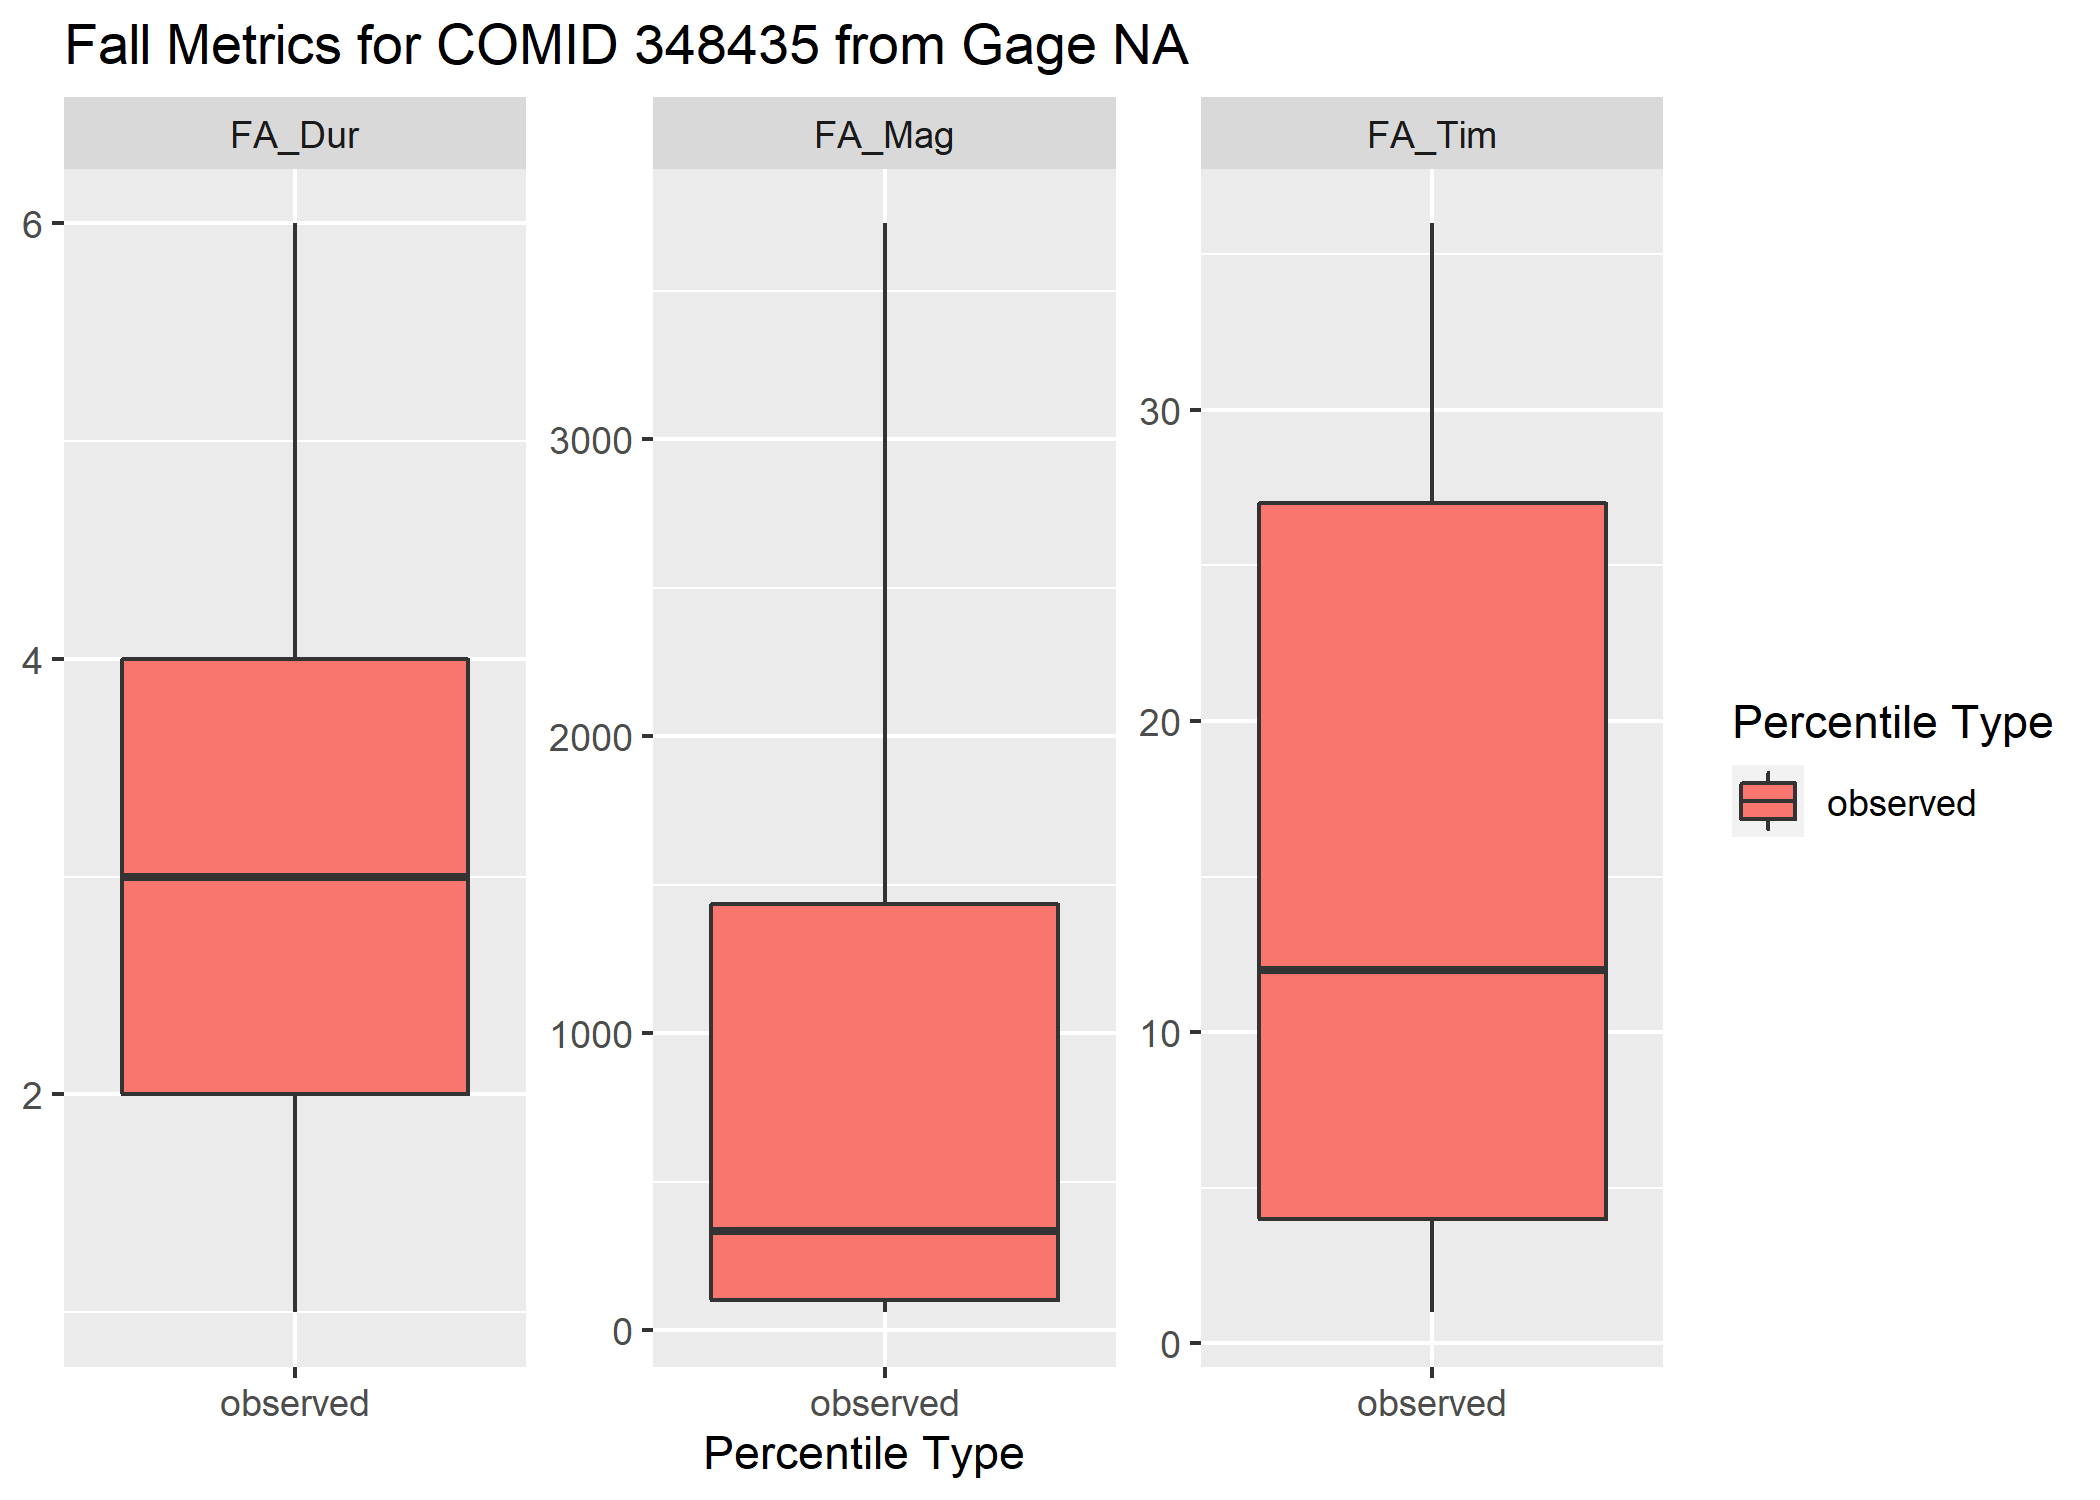 Fall Metrics for COMID 348435 from Gage NA
FA_Dur
FA_Mag
FA_Tim
6
4
2
3000
2000
1000
0
30
20
10
0
observed
observed
observed
Percentile Type
Percentile Type
observed